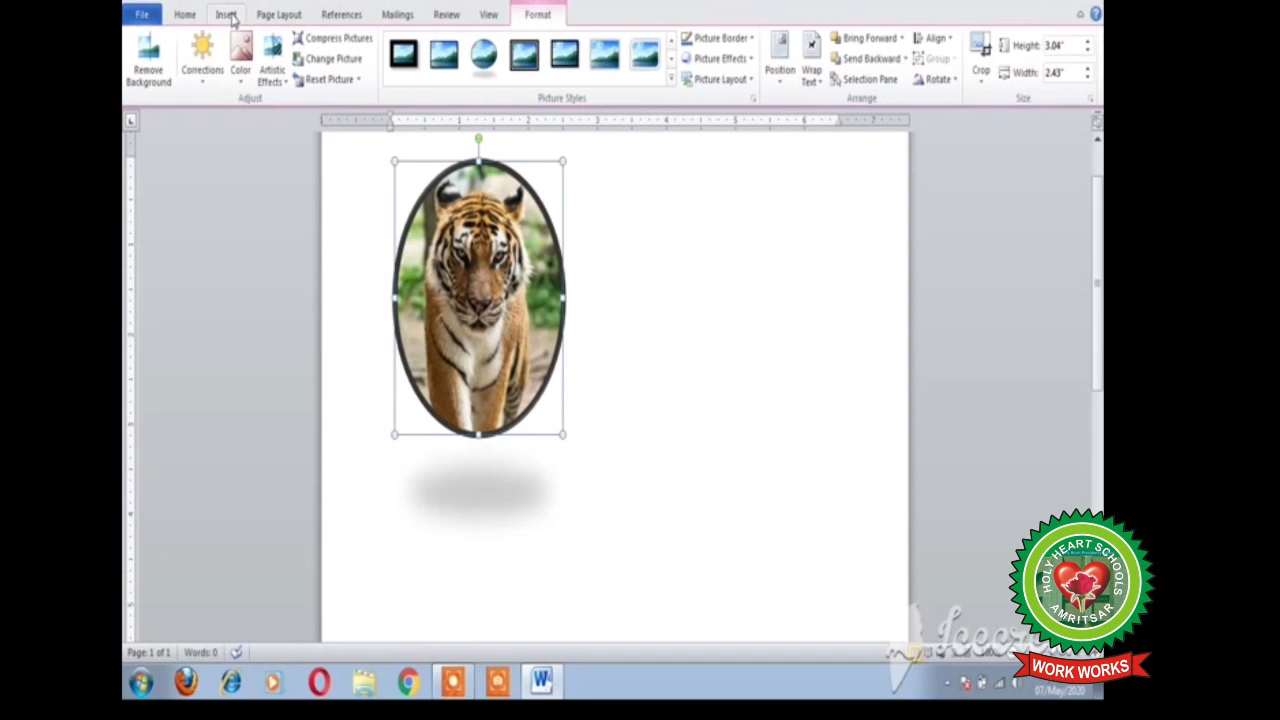 File Home Insert Page Layout References Mailings Review View Format
Remove Background
Corrections
Color
Artistic Effects
Compress Pictures
Change Picture
Reset Picture
Adjust
Picture Styles
Picture Border
Picture Effects
Picture Layout
Position
Wrap Text
Bring Forward
Send Backward
Selection Pane
Align
Group
Rotate
Arrange
Crop
Height: 3.04"
Width: 2.43"
Size
Page: 1 of 1 Words: 0
07/May/2020
HOLY HEART SCHOOLS
AMRITSAR
WORK WORKS